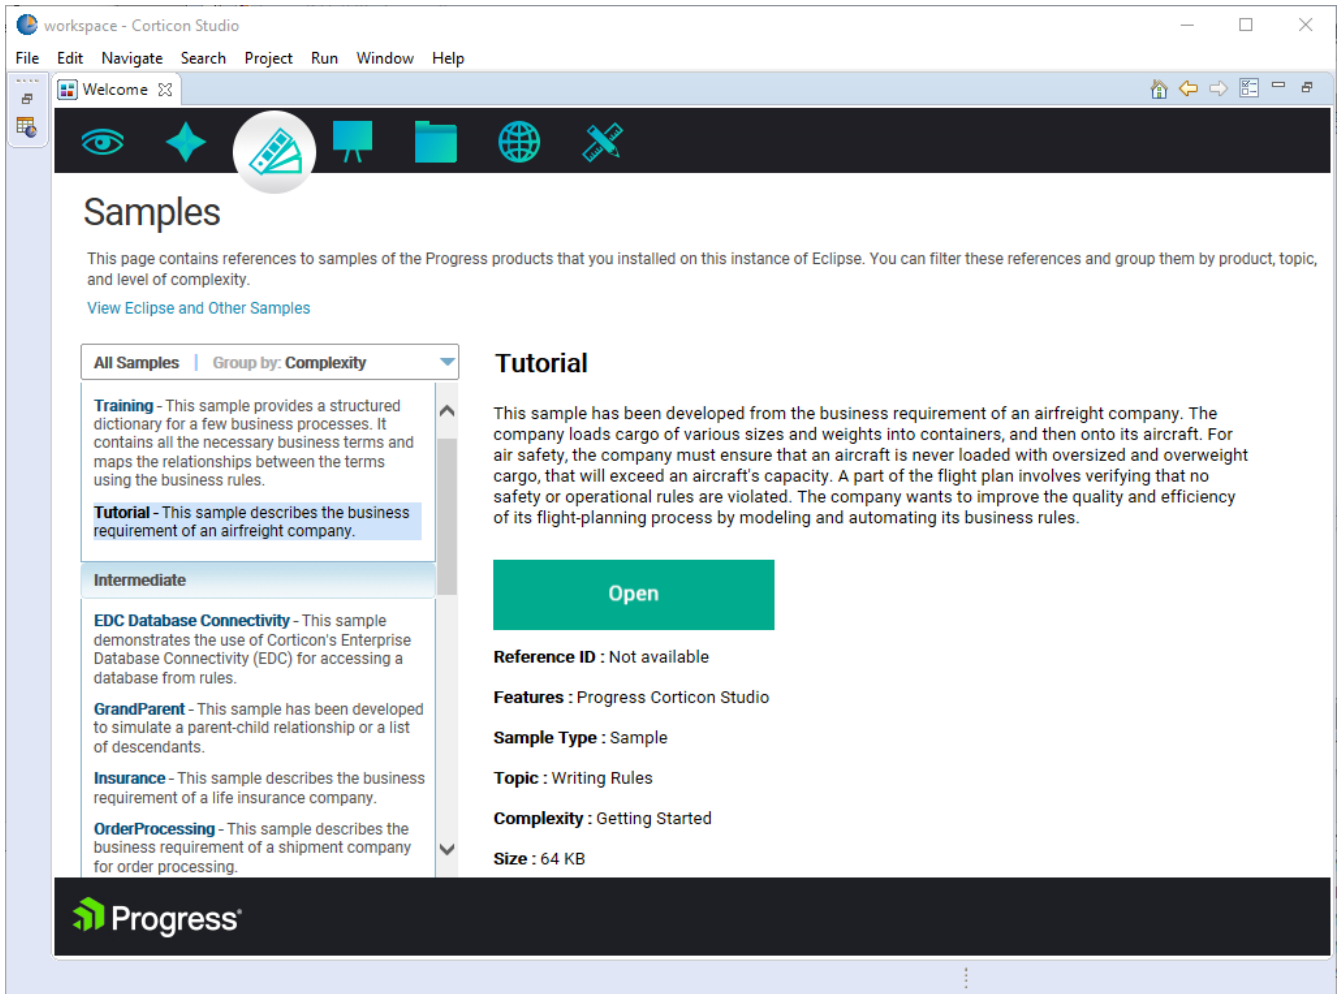 workspace - Corticon Studio
File Edit Navigate Search Project Run Window Help
Welcome
Samples
This page contains references to samples of the Progress products that you installed on this instance of Eclipse. You can filter these references and group them by product, topic,
and level of complexity.
View Eclipse and Other Samples
All Samples | Group by: Complexity
Training - This sample provides a structured
dictionary for a few business processes. It
contains all the necessary business terms and
maps the relationships between the terms
using the business rules.
Tutorial - This sample describes the business
requirement of an airfreight company.
Intermediate
EDC Database Connectivity - This sample
demonstrates the use of Corticon's Enterprise
Database Connectivity (EDC) for accessing a
database from rules.
GrandParent - This sample has been developed
to simulate a parent-child relationship or a list
of descendants.
Insurance - This sample describes the business
requirement of a life insurance company.
OrderProcessing - This sample describes the
business requirement of a shipment company
for order processing.
Tutorial
This sample has been developed from the business requirement of an airfreight company. The
company loads cargo of various sizes and weights into containers, and then onto its aircraft. For
air safety, the company must ensure that an aircraft is never loaded with oversized and overweight
cargo, that will exceed an aircraft's capacity. A part of the flight plan involves verifying that no
safety or operational rules are violated. The company wants to improve the quality and efficiency
of its flight-planning process by modeling and automating its business rules.
Open
Reference ID : Not available
Features : Progress Corticon Studio
Sample Type : Sample
Topic : Writing Rules
Complexity : Getting Started
Size : 64 KB
Progress